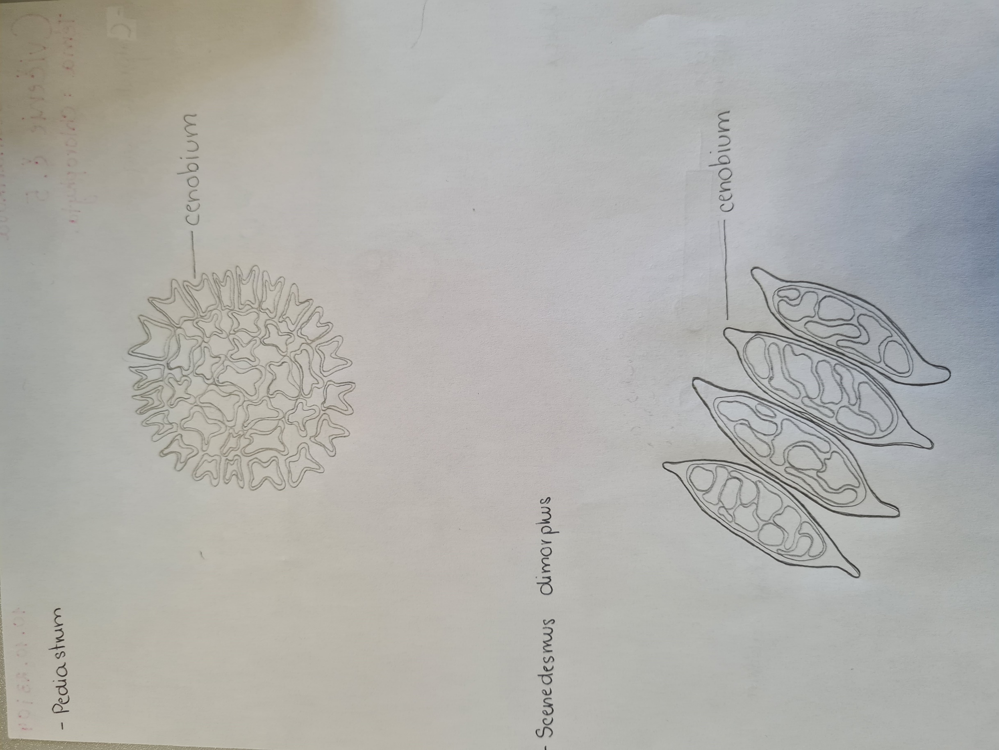 - Pediastrum
cenobium
- Scenedesmus dimorphus
cenobium